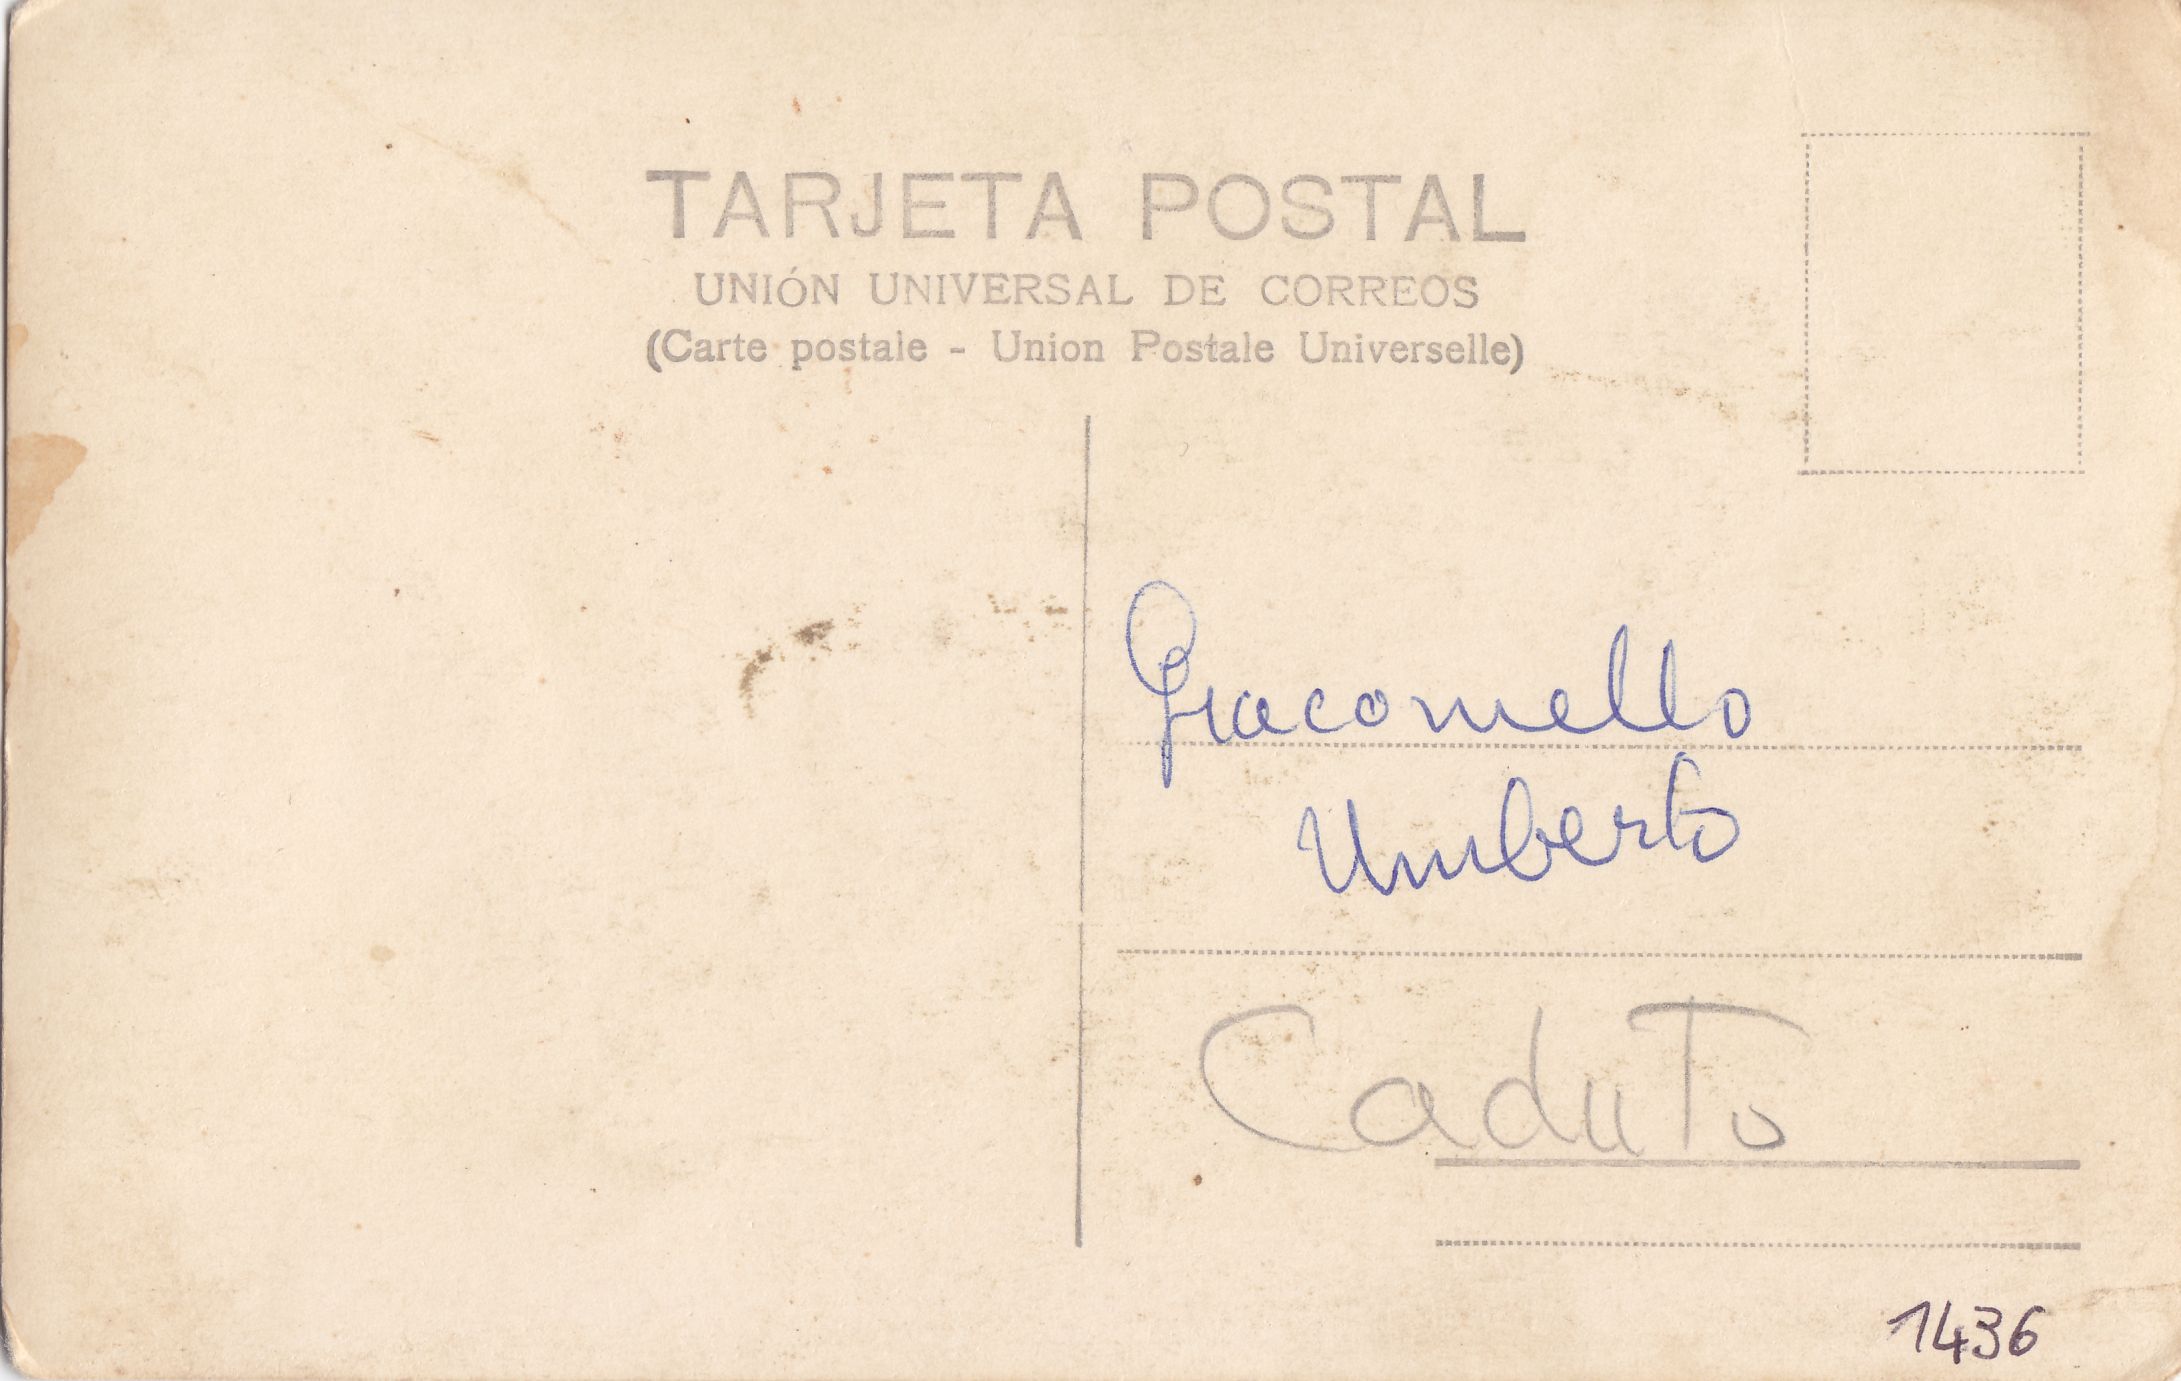 TARJETA POSTAL
UNIÓN UNIVERSAL DE CORREOS
(Carte postale - Union Postale Universelle)
Giacomello
Umberto
Caduto
1436